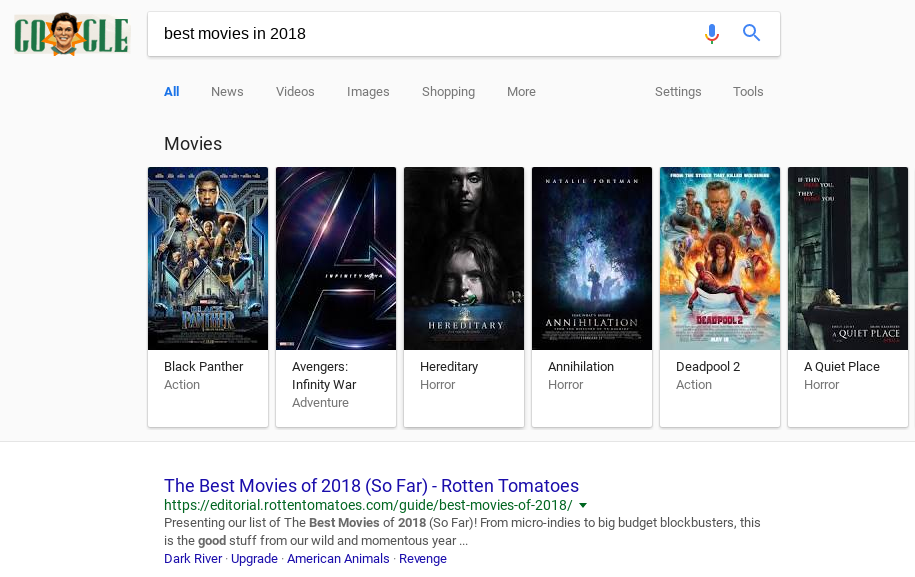 GOOGLE
best movies in 2018
All News Videos Images Shopping More Settings Tools
Movies
NATALIE PORTMAN
FROM THE STUDIO THAT KILLED WOLVERINE
IF THEY
HEAR YOU,
THEY
HUNT YOU
INFINITY WAR
BLACK PANTHER
HEREDITARY
ANNIHILATION
DEADPOOL 2
MAY 18
A QUIET PLACE
Black Panther
Action
Avengers:
Infinity War
Adventure
Hereditary
Horror
Annihilation
Horror
Deadpool 2
Action
A Quiet Place
Horror
The Best Movies of 2018 (So Far) - Rotten Tomatoes
https://editorial.rottentomatoes.com/guide/best-movies-of-2018/
Presenting our list of The Best Movies of 2018 (So Far)! From micro-indies to big budget blockbusters, this
is the good stuff from our wild and momentous year ...
Dark River · Upgrade · American Animals · Revenge